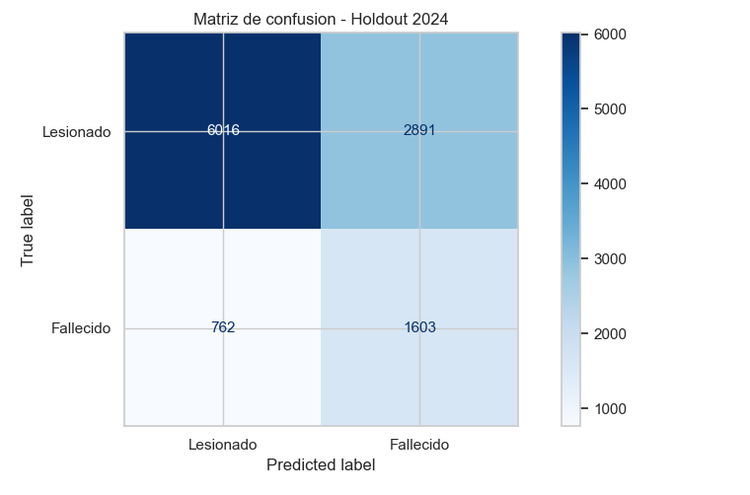 Matriz de confusion - Holdout 2024
True label
Lesionado
6016
2891
Fallecido
762
1603
Lesionado
Fallecido
Predicted label
6000
5000
4000
3000
2000
1000